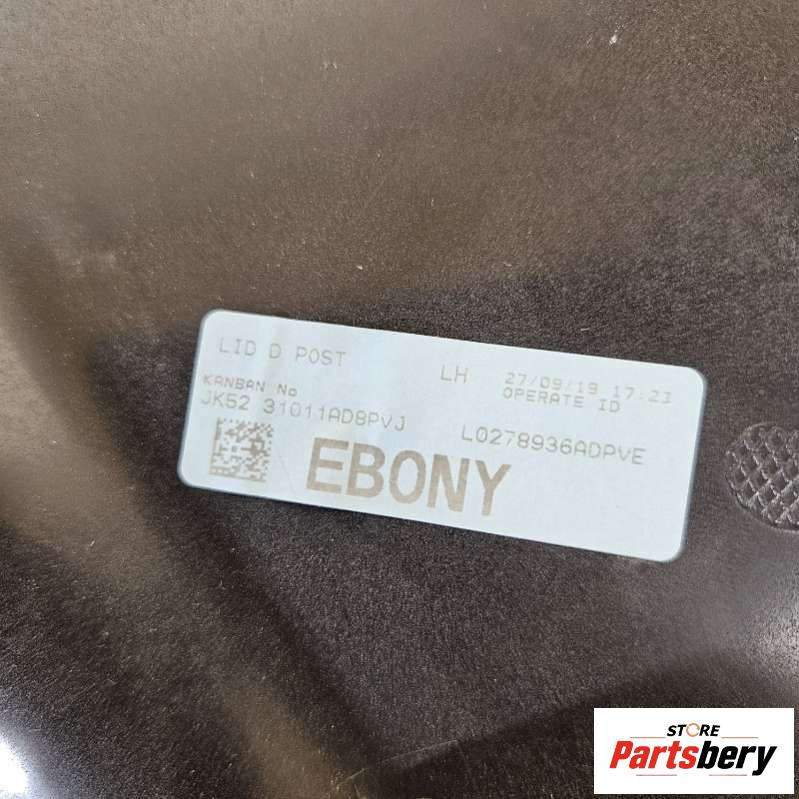 LID D POST LH 27/09/19 17:23
KANBAN No OPERATE ID
JK52 31011AD8PVJ L0278936ADPVE
EBONY
STORE
Partsbery